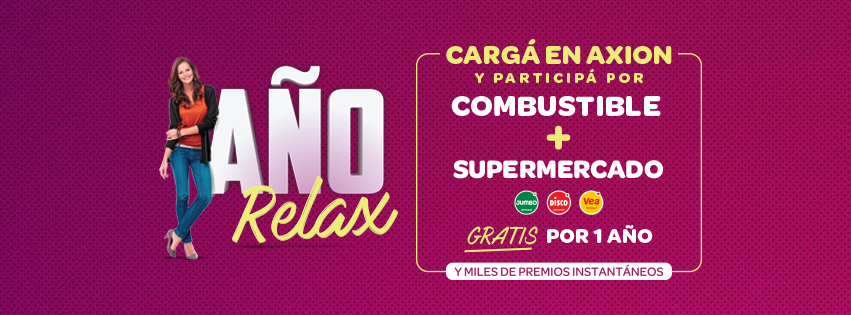 AÑO
Relax
CARGÁ EN AXION
Y PARTICIPÁ POR
COMBUSTIBLE
+
SUPERMERCADO
JUMBO DISCO Vea
GRATIS POR 1 AÑO
Y MILES DE PREMIOS INSTANTÁNEOS